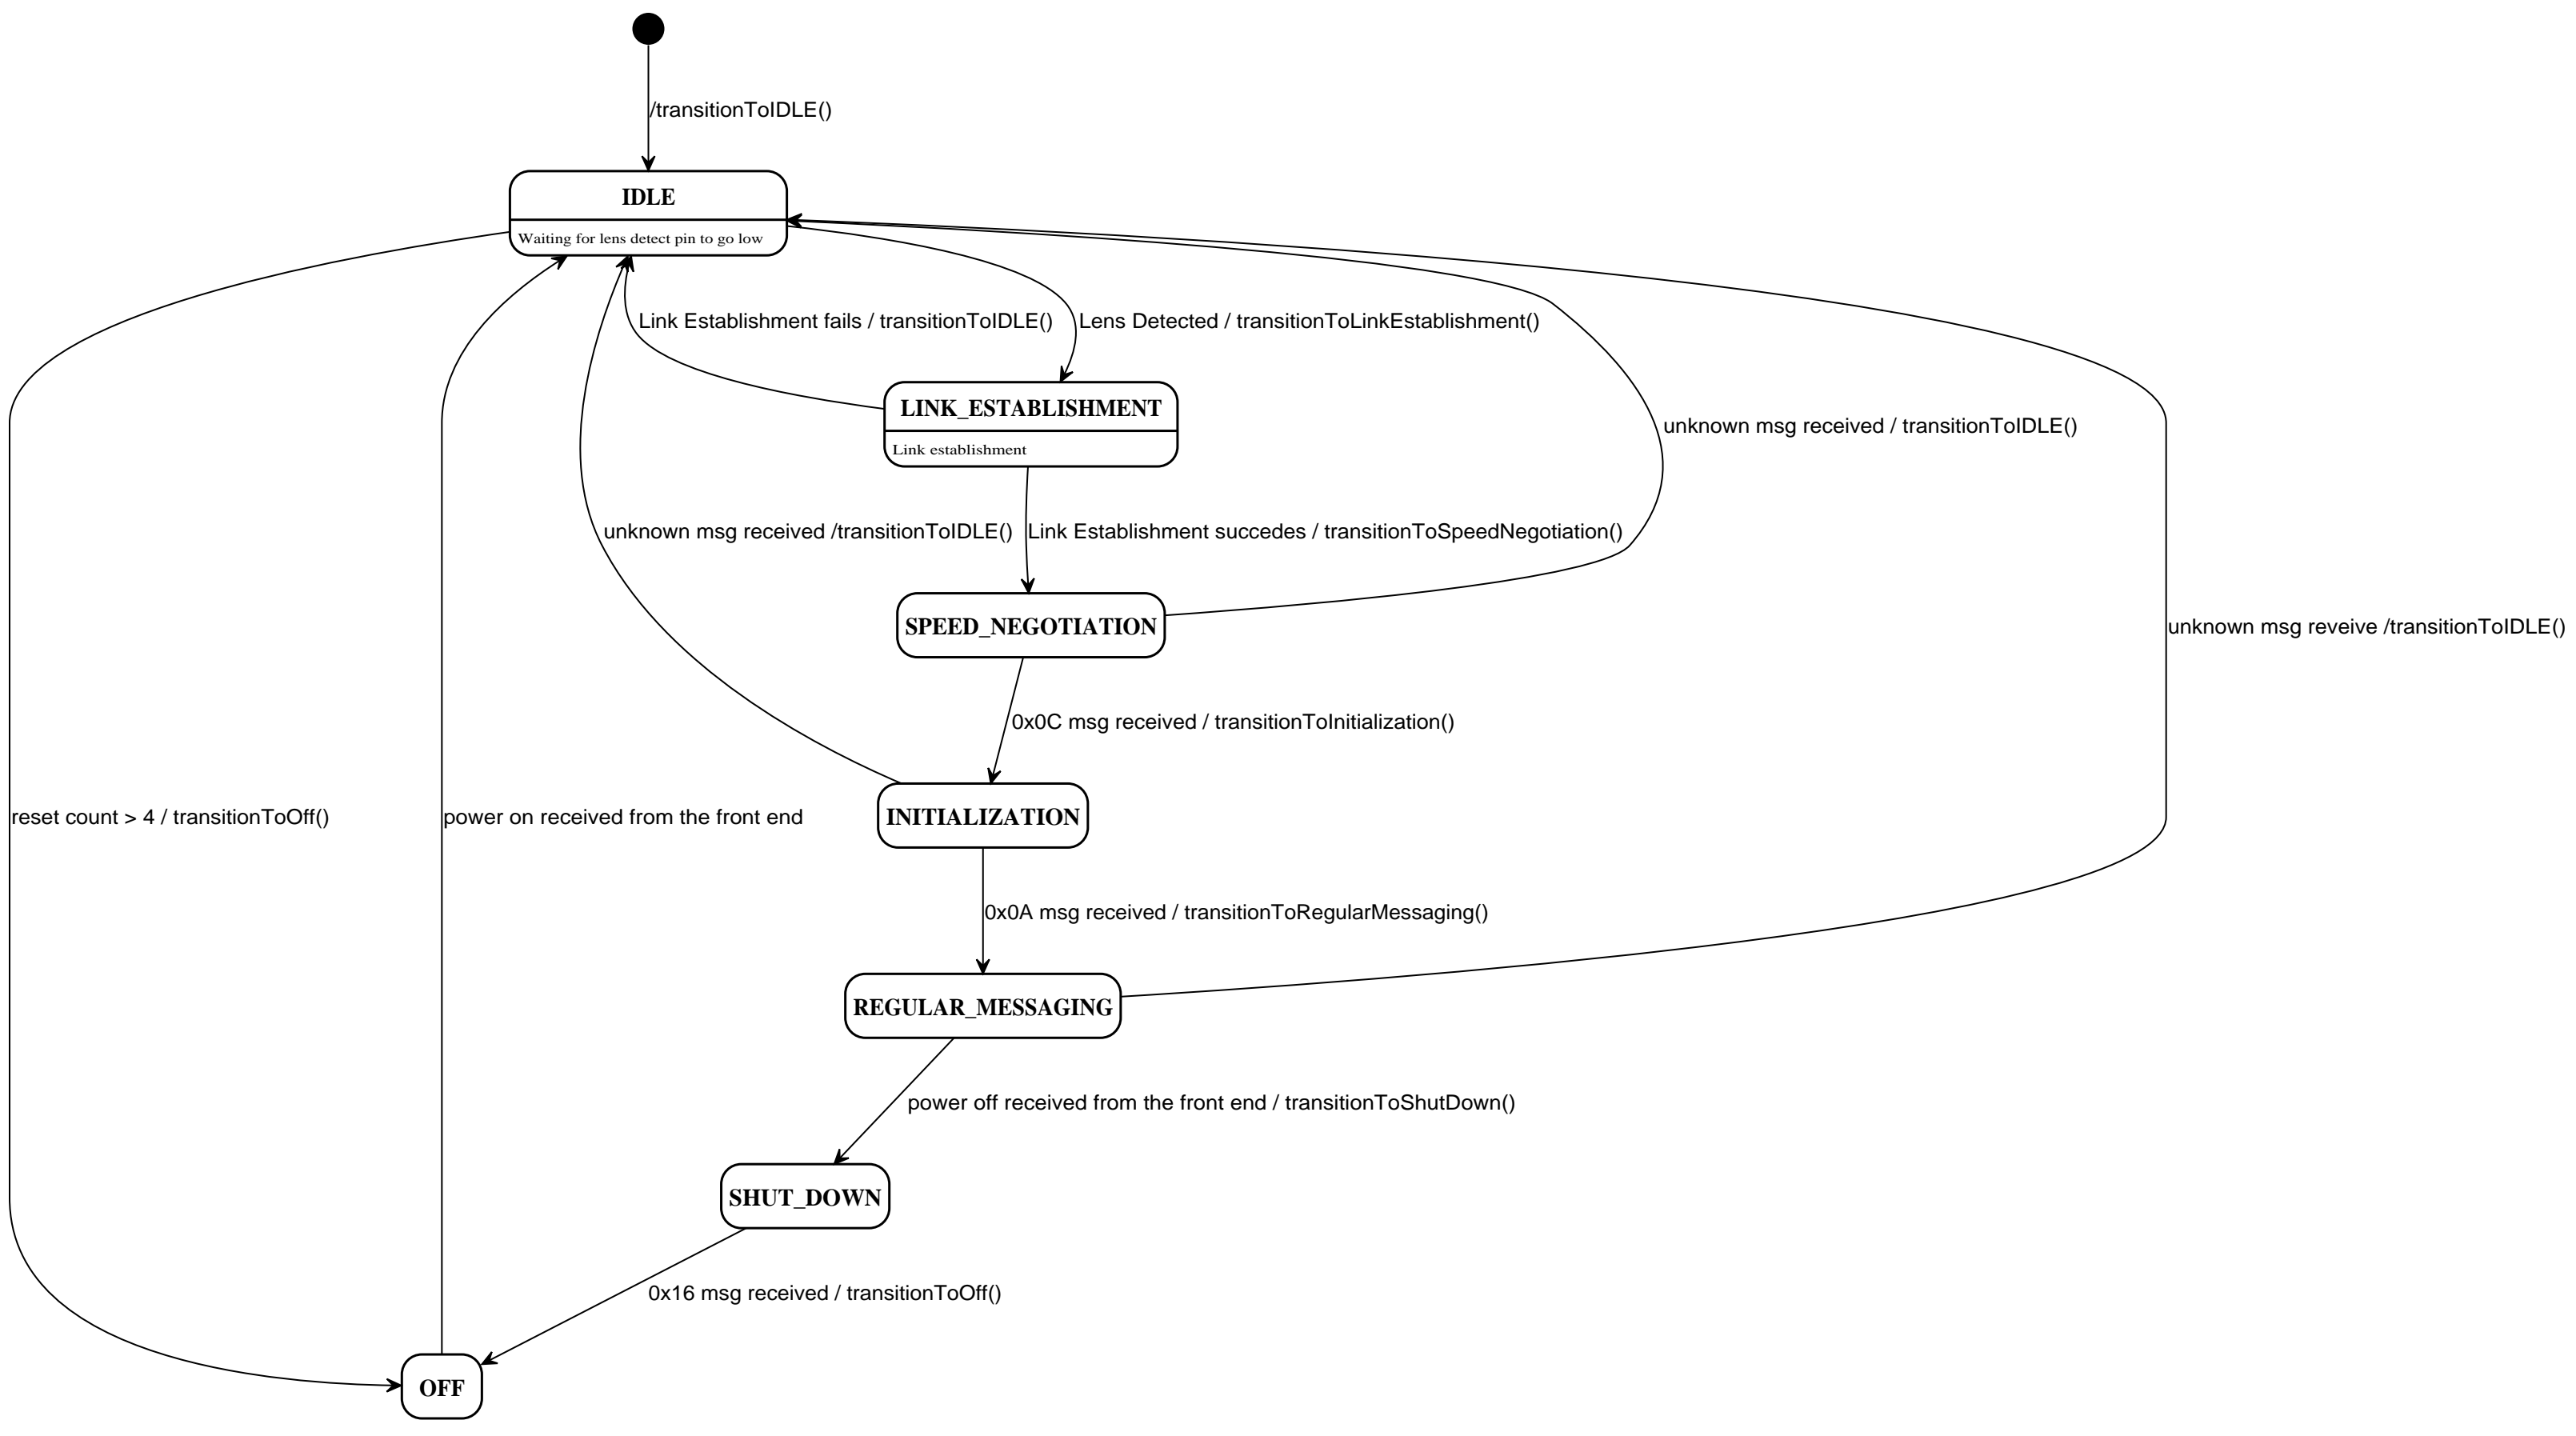 /transitionToIDLE()
IDLE
Waiting for lens detect pin to go low
Link Establishment fails / transitionToIDLE()
Lens Detected / transitionToLinkEstablishment()
LINK_ESTABLISHMENT
Link establishment
unknown msg received / transitionToIDLE()
unknown msg received /transitionToIDLE()
Link Establishment succedes / transitionToSpeedNegotiation()
SPEED_NEGOTIATION
unknown msg reveive /transitionToIDLE()
0x0C msg received / transitionToInitialization()
reset count > 4 / transitionToOff()
power on received from the front end
INITIALIZATION
0x0A msg received / transitionToRegularMessaging()
REGULAR_MESSAGING
power off received from the front end / transitionToShutDown()
SHUT_DOWN
0x16 msg received / transitionToOff()
OFF